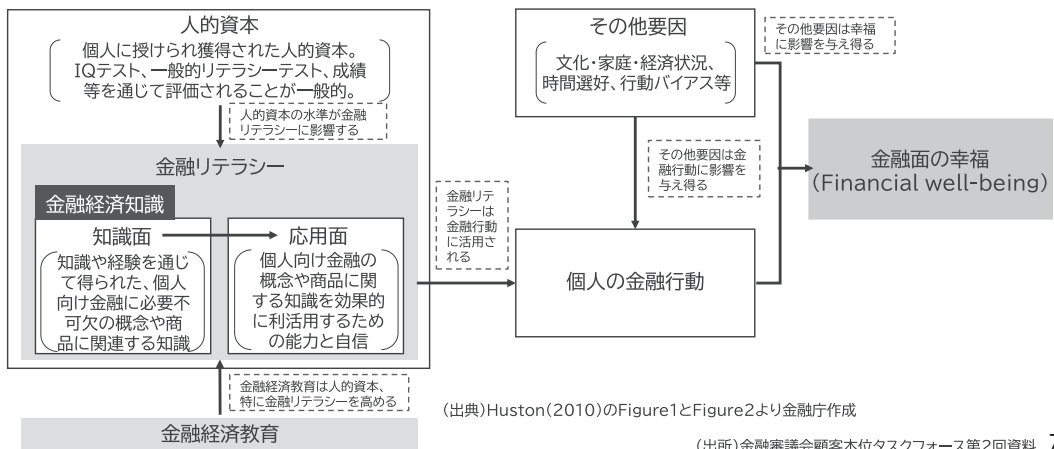 人的資本
個人に授けられ獲得された人的資本。
IQテスト、一般的リテラシーテスト、成績
等を通じて評価されることが一般的。
人的資本の水準が金融
リテラシーに影響する
金融リテラシー
金融経済知識
知識面
知識や経験を通じ
て得られた、個人
向け金融に必要不
可欠の概念や商
品に関連する知識
応用面
個人向け金融の
概念や商品に関
する知識を効果的
に利活用するため
の能力と自信
金融経済教育は人的資本、
特に金融リテラシーを高める
金融経済教育
金融リテ
ラシーは
金融行動
に活用さ
れる
その他要因
文化・家庭・経済状況、
時間選好、行動バイアス等
その他要因は幸福
に影響を与え得る
その他要因は金
融行動に影響を
与え得る
個人の金融行動
金融面の幸福
(Financial well-being)
(出典)Huston(2010)のFigure1とFigure2より金融庁作成
(出所)金融審議会顧客本位タスクフォース第2回資料